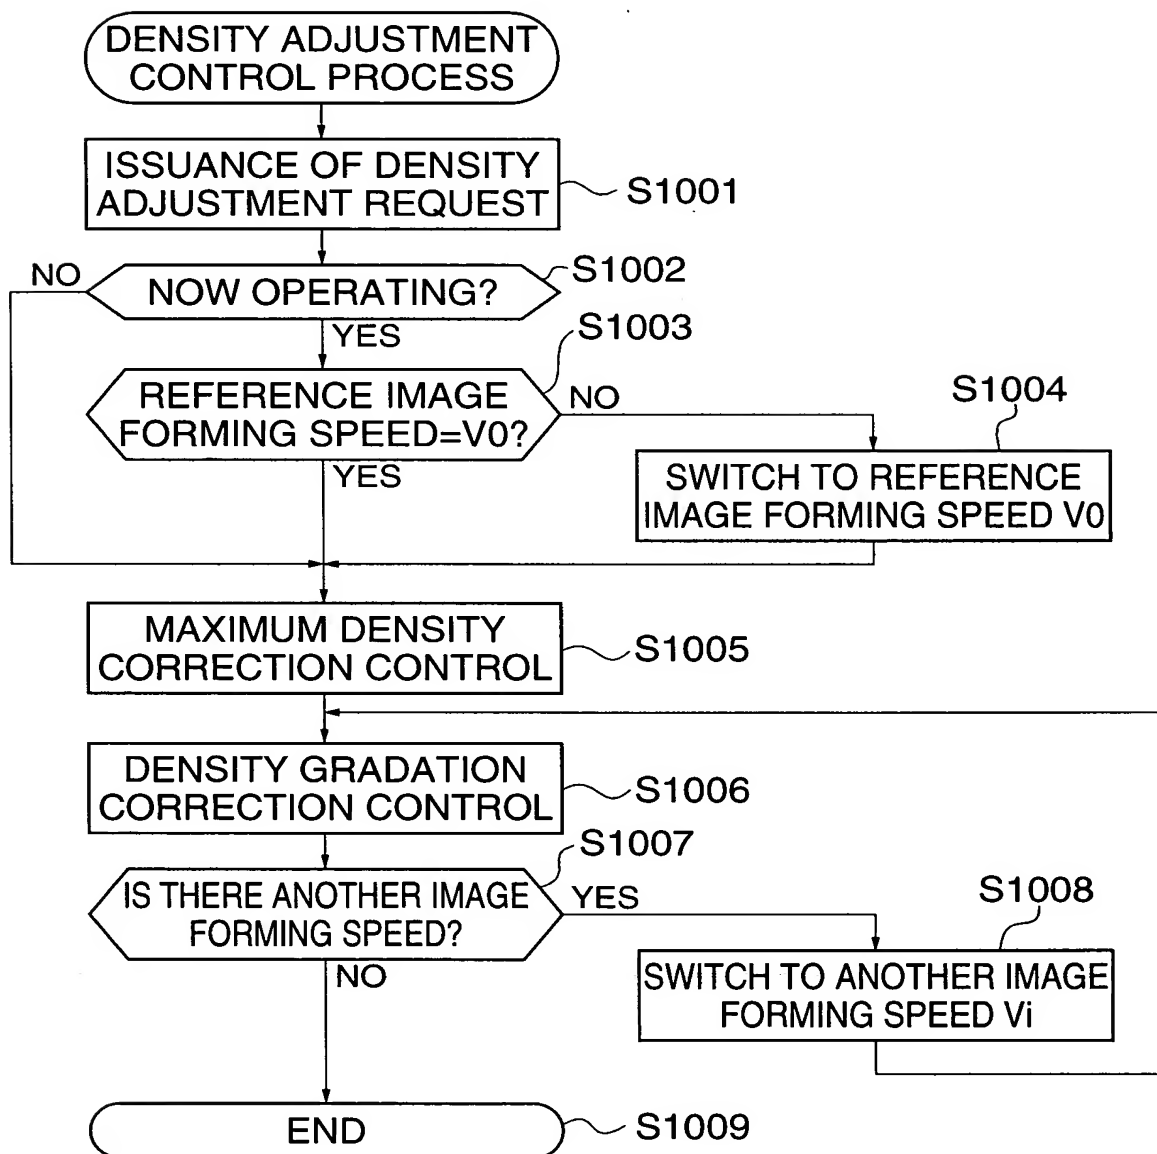 DENSITY ADJUSTMENT
CONTROL PROCESS
ISSUANCE OF DENSITY
ADJUSTMENT REQUEST
S1001
NO
NOW OPERATING?
S1002
YES
S1003
REFERENCE IMAGE
FORMING SPEED=V0?
NO
YES
S1004
SWITCH TO REFERENCE
IMAGE FORMING SPEED V0
MAXIMUM DENSITY
CORRECTION CONTROL
S1005
DENSITY GRADATION
CORRECTION CONTROL
S1006
S1007
IS THERE ANOTHER IMAGE
FORMING SPEED?
YES
NO
S1008
SWITCH TO ANOTHER IMAGE
FORMING SPEED Vi
END
S1009